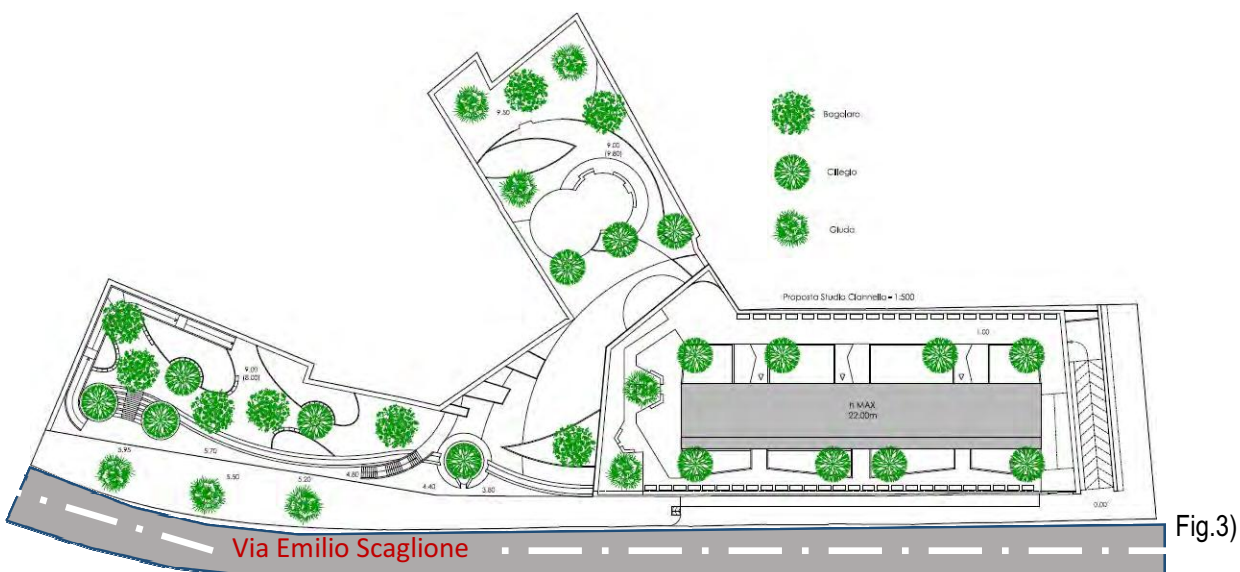 9.50
9.00
(9.80)
Bagolaro
Ciliegio
Giuda
Proposta Studio Ciannella = 1:500
1.00
9.00
(8.00)
H MAX
22.00m
5.95
5.70
5.50
5.20
4.80
4.40
3.80
0.00
Via Emilio Scaglione
Fig.3)